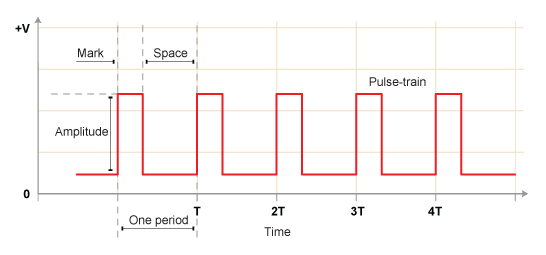 +V
Mark
Space
Pulse-train
Amplitude
0
One period
T
2T
3T
4T
Time